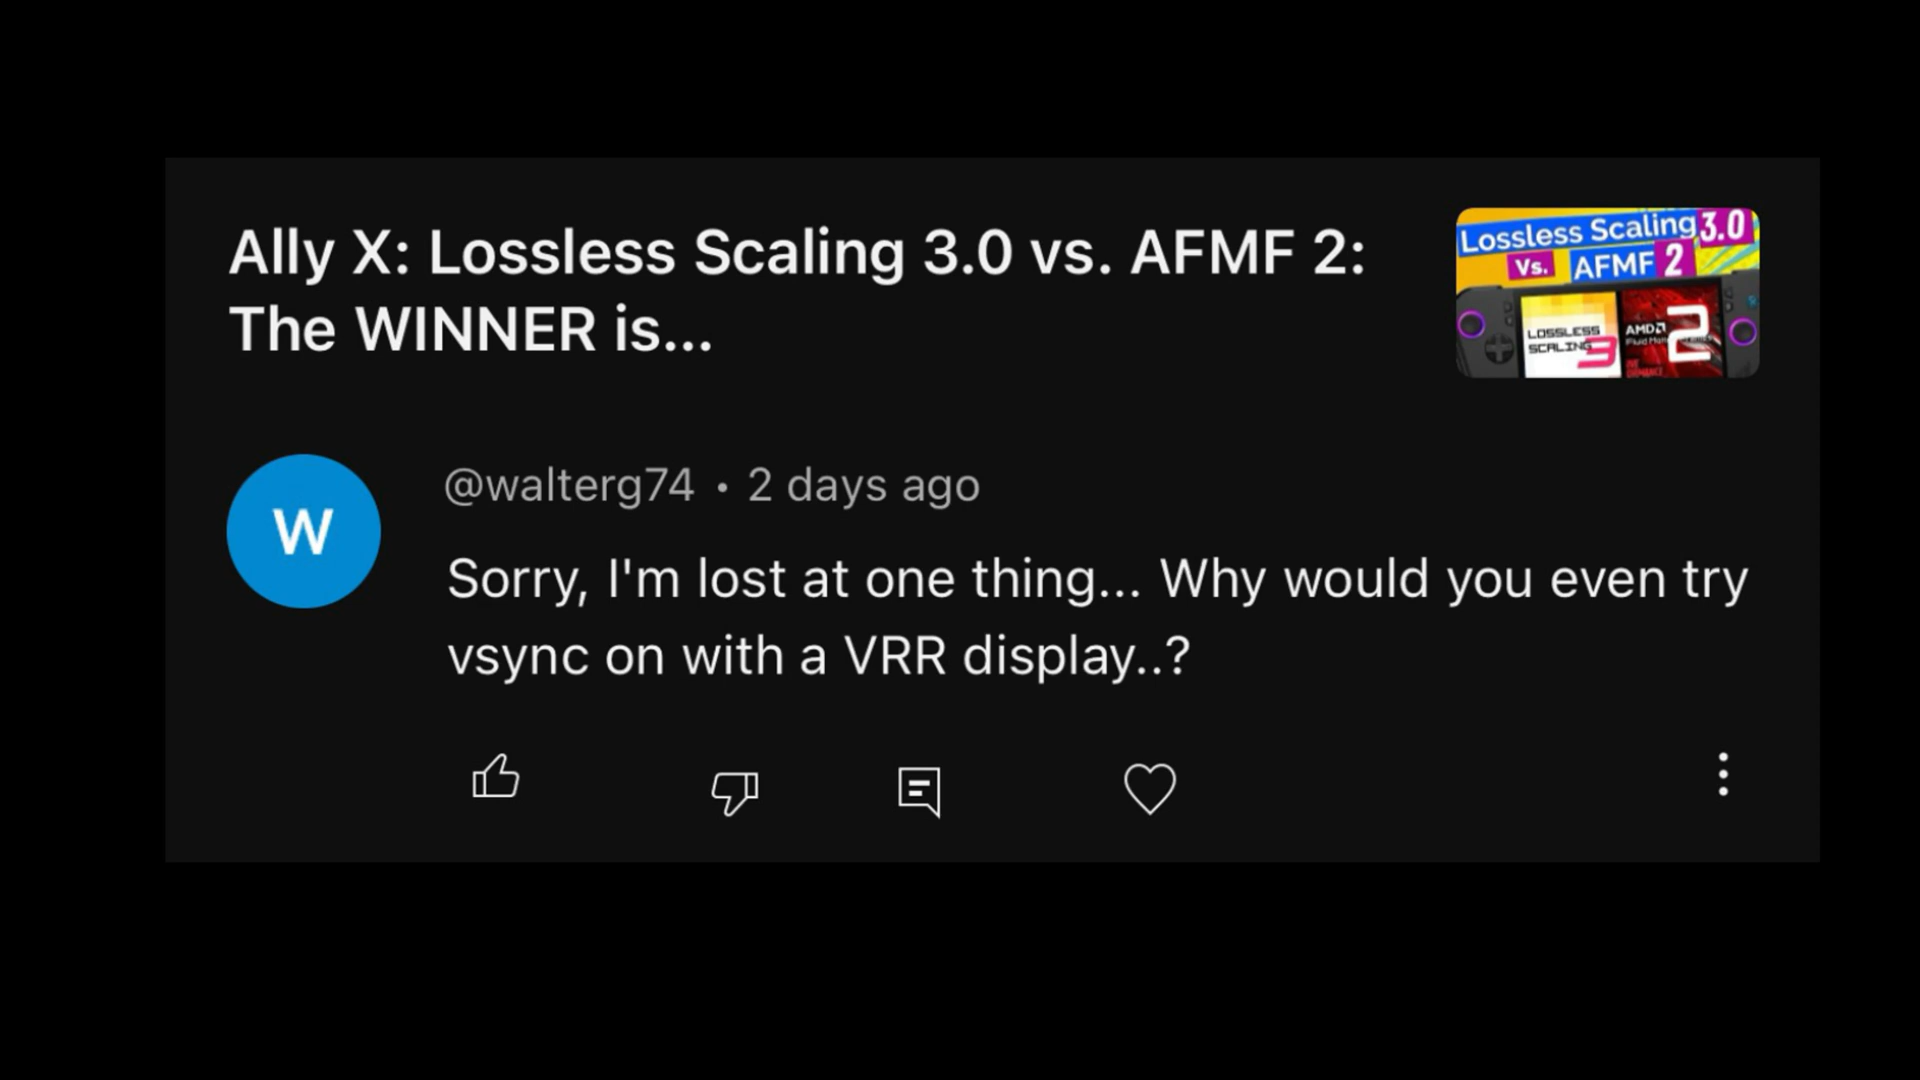 Ally X: Lossless Scaling 3.0 vs. AFMF 2:
The WINNER is...
Lossless Scaling 3.0
Vs. AFMF 2
LOSSLESS
SCALING 3
AMD
2
W
@walterg74 • 2 days ago
Sorry, I'm lost at one thing... Why would you even try
vsync on with a VRR display..?